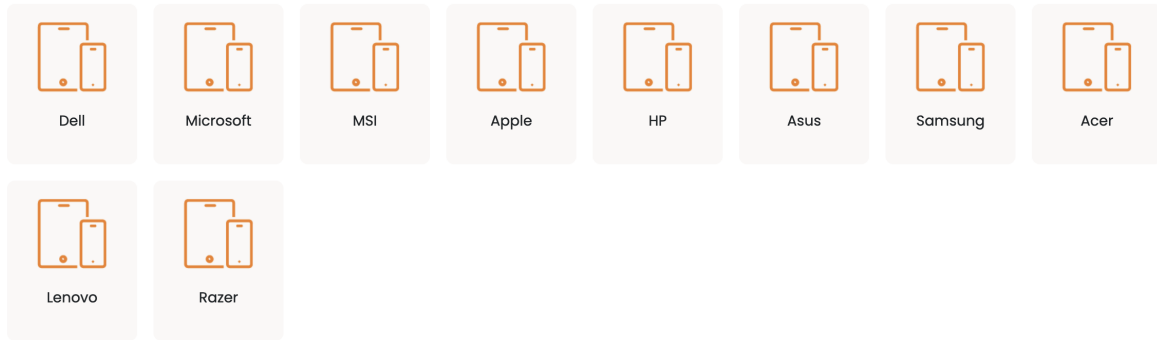 Dell
Microsoft
MSI
Apple
HP
Asus
Samsung
Acer
Lenovo
Razer